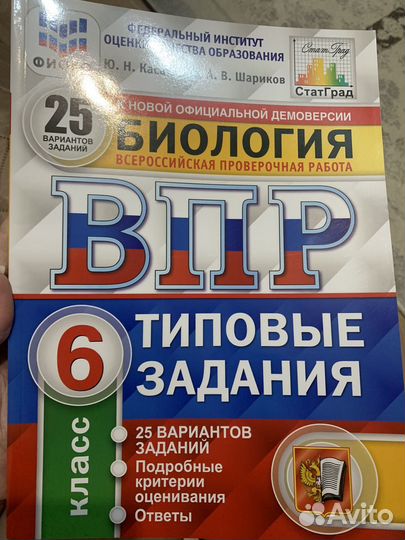 ФЕДЕРАЛЬНЫЙ ИНСТИТУТ
ОЦЕНКИ КАЧЕСТВА ОБРАЗОВАНИЯ
Ю. Н. А. В. Шариков
СтатГрад
СтатГрад
25
ВАРИАНТОВ
ЗАДАНИЙ
К НОВОЙ ОФИЦИАЛЬНОЙ ДЕМОВЕРСИИ
БИОЛОГИЯ
ВСЕРОССИЙСКАЯ ПРОВЕРОЧНАЯ РАБОТА
ВПР
6
класс
ТИПОВЫЕ
ЗАДАНИЯ
25 ВАРИАНТОВ
ЗАДАНИЙ
Подробные
критерии
оценивания
Ответы
Avito